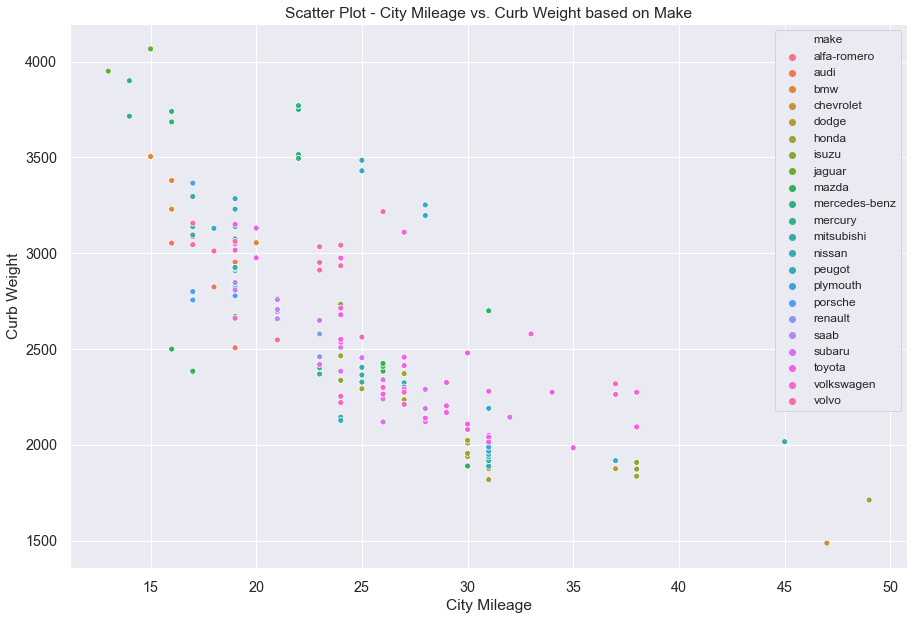 Scatter Plot - City Mileage vs. Curb Weight based on Make
make
alfa-romero
audi
bmw
chevrolet
dodge
honda
isuzu
jaguar
mazda
mercedes-benz
mercury
mitsubishi
nissan
peugot
plymouth
porsche
renault
saab
subaru
toyota
volkswagen
volvo
Curb Weight
4000
3500
3000
2500
2000
1500
15 20 25 30 35 40 45 50
City Mileage